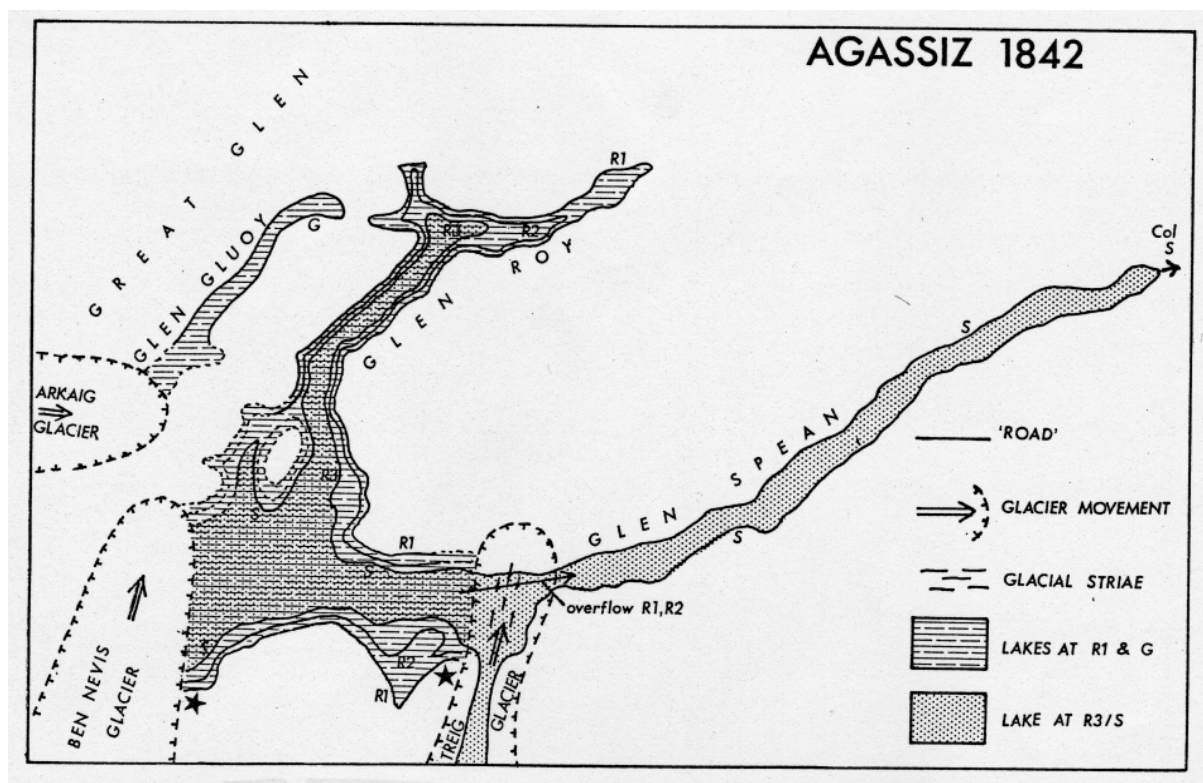 AGASSIZ 1842
GREAT GLEN
R1
G
GLEN GLUOY
R3
R2
GLEN ROY
Col
S
S
ARKAIG
GLACIER
GLEN SPEAN
'ROAD'
R3
S
GLACIER MOVEMENT
S
R1
S
GLACIAL STRIAE
overflow R1,R2
S
R2
R1
LAKES AT R1 & G
BEN NEVIS
GLACIER
TREIG
GLACIER
LAKE AT R3/S